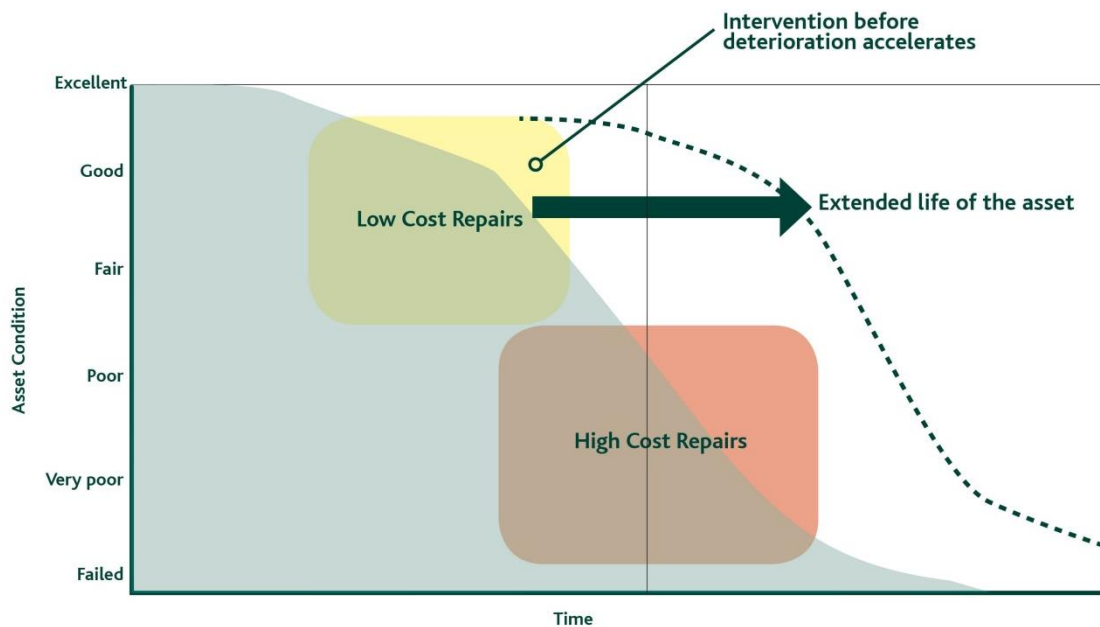 Intervention before
deterioration accelerates
Excellent
Good
Extended life of the asset
Low Cost Repairs
Fair
Asset Condition
Poor
High Cost Repairs
Very poor
Failed
Time